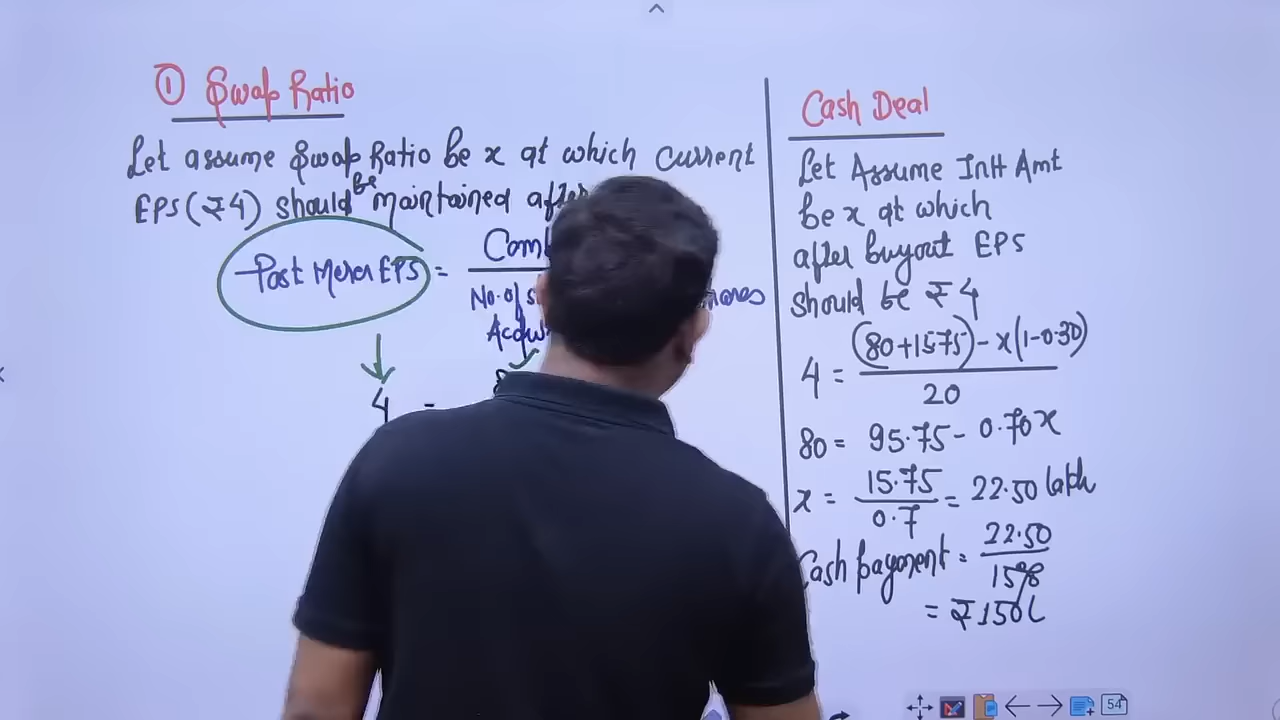 ① Swap Ratio
Let assume Swap Ratio be x at which current
EPS (₹4) should be maintained after
Post Merer EPS =
No. of
4 =
Cash Deal
Let Assume Intt Amt
be x at which
after buyout EPS
should be ₹4
4 = (80+15.75) - x(1-0.30)
20
80 = 95.75 - 0.70x
x = 15.75 = 22.50 lakh
0.7
Cash payment = 22.50
15%
= ₹150L
54